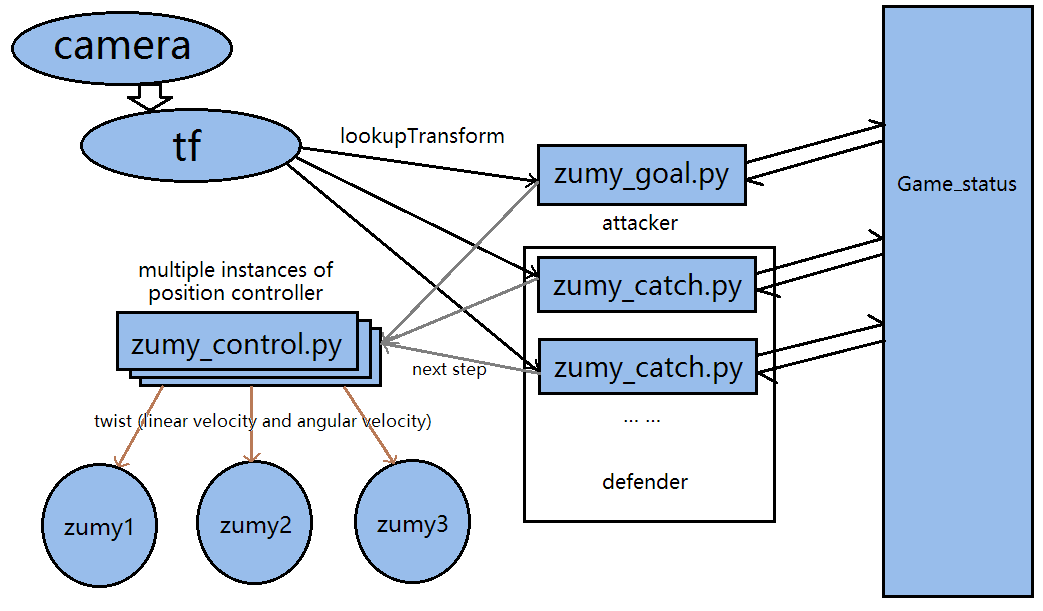 camera
tf
lookupTransform
zumy_goal.py
attacker
Game_status
multiple instances of
position controller
zumy_catch.py
zumy_control.py
next step
zumy_catch.py
twist (linear velocity and angular velocity)
... ...
defender
zumy1
zumy2
zumy3